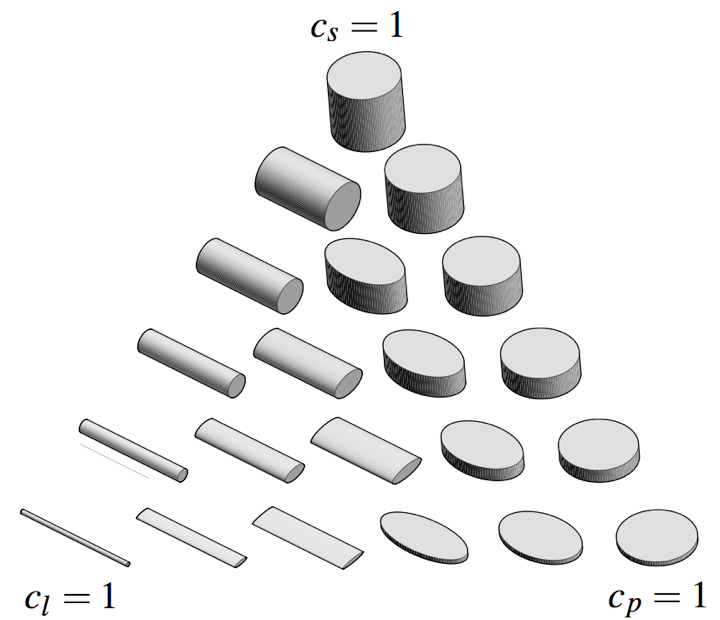 c_s = 1
c_l = 1
c_p = 1